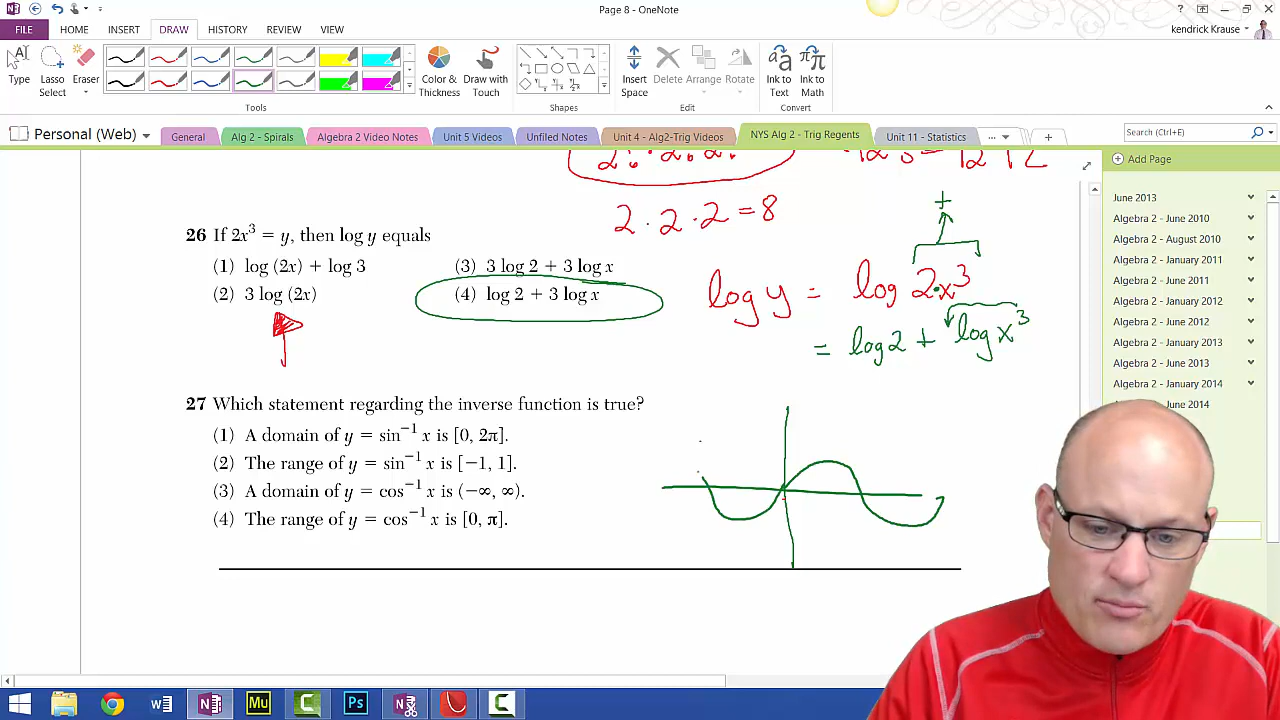 Page 8 - OneNote
FILE HOME INSERT DRAW HISTORY REVIEW VIEW
kendrick Krause
Type Lasso Select Eraser Color & Thickness Draw with Touch Insert Space Delete Arrange Rotate Ink to Text Ink to Math
Tools Shapes Edit Convert
Personal (Web) General Alg 2 - Spirals Algebra 2 Video Notes Unit 5 Videos Unfiled Notes Unit 4 - Alg2-Trig Videos NYS Alg 2 - Trig Regents Unit 11 - Statistics ... Search (Ctrl+E)
Add Page
June 2013
Algebra 2 - June 2010
Algebra 2 - August 2010
Algebra 2 - January 2011
Algebra 2 - June 2011
Algebra 2 - January 2012
Algebra 2 - June 2012
Algebra 2 - January 2013
Algebra 2 - June 2013
Algebra 2 - January 2014
June 2014
2 · 2 · 2 = 8
26 If 2x³ = y, then log y equals
(1) log (2x) + log 3
(3) 3 log 2 + 3 log x
(2) 3 log (2x)
(4) log 2 + 3 log x
+
log y = log 2·x³
= log 2 + log x³
27 Which statement regarding the inverse function is true?
(1) A domain of y = sin⁻¹ x is [0, 2π].
(2) The range of y = sin⁻¹ x is [−1, 1].
(3) A domain of y = cos⁻¹ x is (−∞, ∞).
(4) The range of y = cos⁻¹ x is [0, π].
Mu
Ps